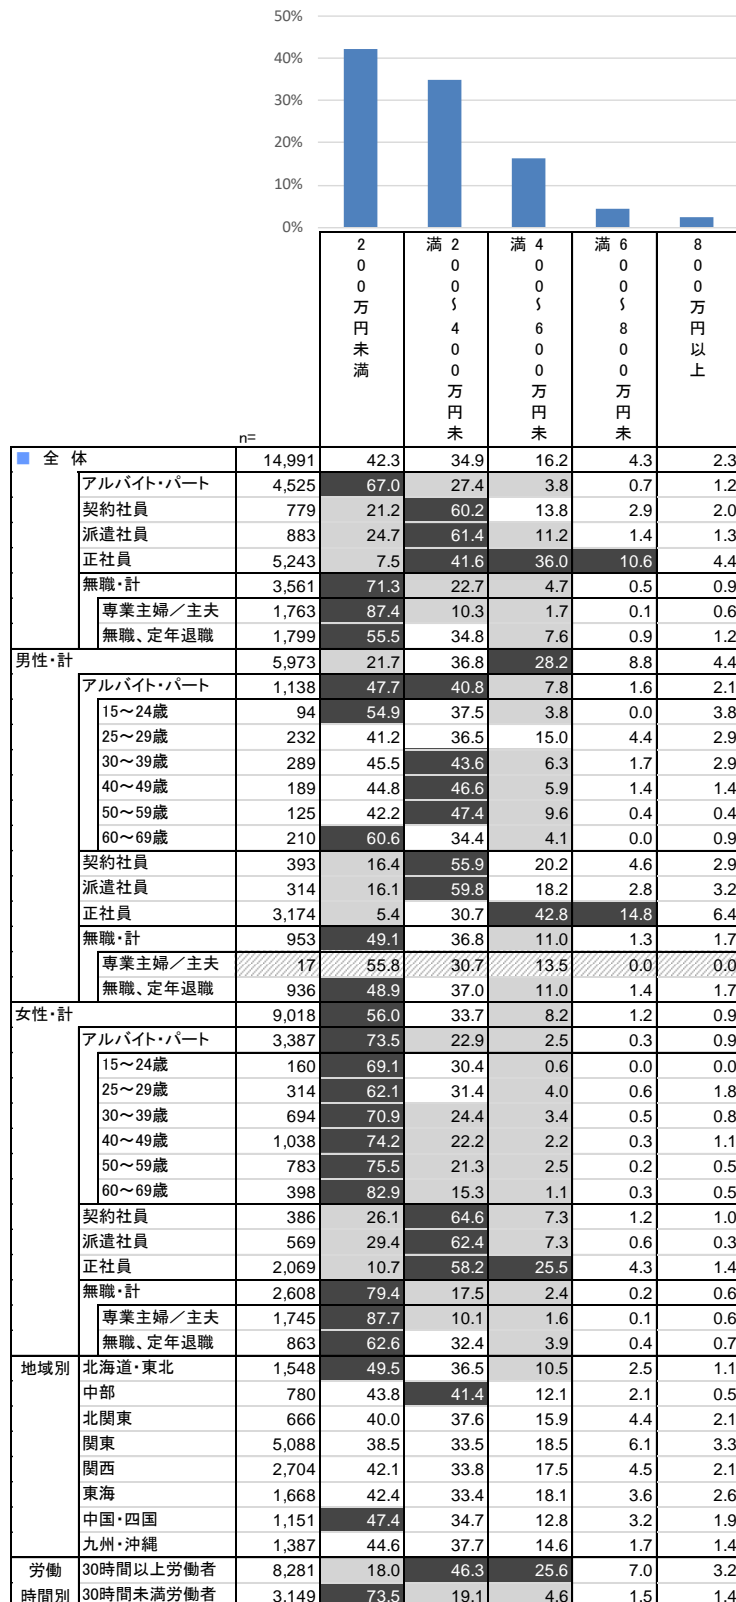 50%
40%
30%
20%
10%
0%
200万円未満
200～400万円未満
400～600万円未満
600～800万円未満
800万円以上
n=
全 体 14,991 42.3 34.9 16.2 4.3 2.3
アルバイト・パート 4,525 67.0 27.4 3.8 0.7 1.2
契約社員 779 21.2 60.2 13.8 2.9 2.0
派遣社員 883 24.7 61.4 11.2 1.4 1.3
正社員 5,243 7.5 41.6 36.0 10.6 4.4
無職・計 3,561 71.3 22.7 4.7 0.5 0.9
専業主婦／主夫 1,763 87.4 10.3 1.7 0.1 0.6
無職、定年退職 1,799 55.5 34.8 7.6 0.9 1.2
男性・計 5,973 21.7 36.8 28.2 8.8 4.4
アルバイト・パート 1,138 47.7 40.8 7.8 1.6 2.1
15～24歳 94 54.9 37.5 3.8 0.0 3.8
25～29歳 232 41.2 36.5 15.0 4.4 2.9
30～39歳 289 45.5 43.6 6.3 1.7 2.9
40～49歳 189 44.8 46.6 5.9 1.4 1.4
50～59歳 125 42.2 47.4 9.6 0.4 0.4
60～69歳 210 60.6 34.4 4.1 0.0 0.9
契約社員 393 16.4 55.9 20.2 4.6 2.9
派遣社員 314 16.1 59.8 18.2 2.8 3.2
正社員 3,174 5.4 30.7 42.8 14.8 6.4
無職・計 953 49.1 36.8 11.0 1.3 1.7
専業主婦／主夫 17 55.8 30.7 13.5 0.0 0.0
無職、定年退職 936 48.9 37.0 11.0 1.4 1.7
女性・計 9,018 56.0 33.7 8.2 1.2 0.9
アルバイト・パート 3,387 73.5 22.9 2.5 0.3 0.9
15～24歳 160 69.1 30.4 0.6 0.0 0.0
25～29歳 314 62.1 31.4 4.0 0.6 1.8
30～39歳 694 70.9 24.4 3.4 0.5 0.8
40～49歳 1,038 74.2 22.2 2.2 0.3 1.1
50～59歳 783 75.5 21.3 2.5 0.2 0.5
60～69歳 398 82.9 15.3 1.1 0.3 0.5
契約社員 386 26.1 64.6 7.3 1.2 1.0
派遣社員 569 29.4 62.4 7.3 0.6 0.3
正社員 2,069 10.7 58.2 25.5 4.3 1.4
無職・計 2,608 79.4 17.5 2.4 0.2 0.6
専業主婦／主夫 1,745 87.7 10.1 1.6 0.1 0.6
無職、定年退職 863 62.6 32.4 3.9 0.4 0.7
地域別 北海道・東北 1,548 49.5 36.5 10.5 2.5 1.1
中部 780 43.8 41.4 12.1 2.1 0.5
北関東 666 40.0 37.6 15.9 4.4 2.1
関東 5,088 38.5 33.5 18.5 6.1 3.3
関西 2,704 42.1 33.8 17.5 4.5 2.1
東海 1,668 42.4 33.4 18.1 3.6 2.6
中国・四国 1,151 47.4 34.7 12.8 3.2 1.9
九州・沖縄 1,387 44.6 37.7 14.6 1.7 1.4
労働 30時間以上労働者 8,281 18.0 46.3 25.6 7.0 3.2
時間別 30時間未満労働者 3,149 73.5 19.1 4.6 1.5 1.4